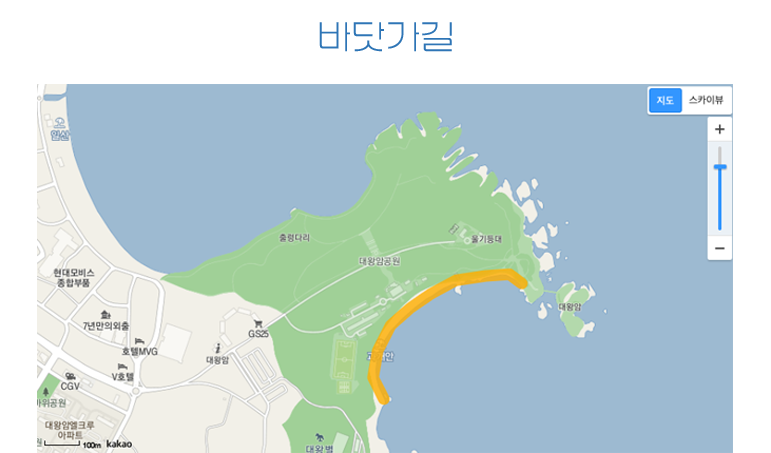 바닷가길
지도
스카이뷰
일산
출렁다리
울기등대
대왕암공원
현대모비스
종합부품
대왕암
7년만의외출
GS25
호텔MVG
대왕암
V호텔
CGV
바위공원
대왕암엘크루
아파트
100m
kakao
대왕 별